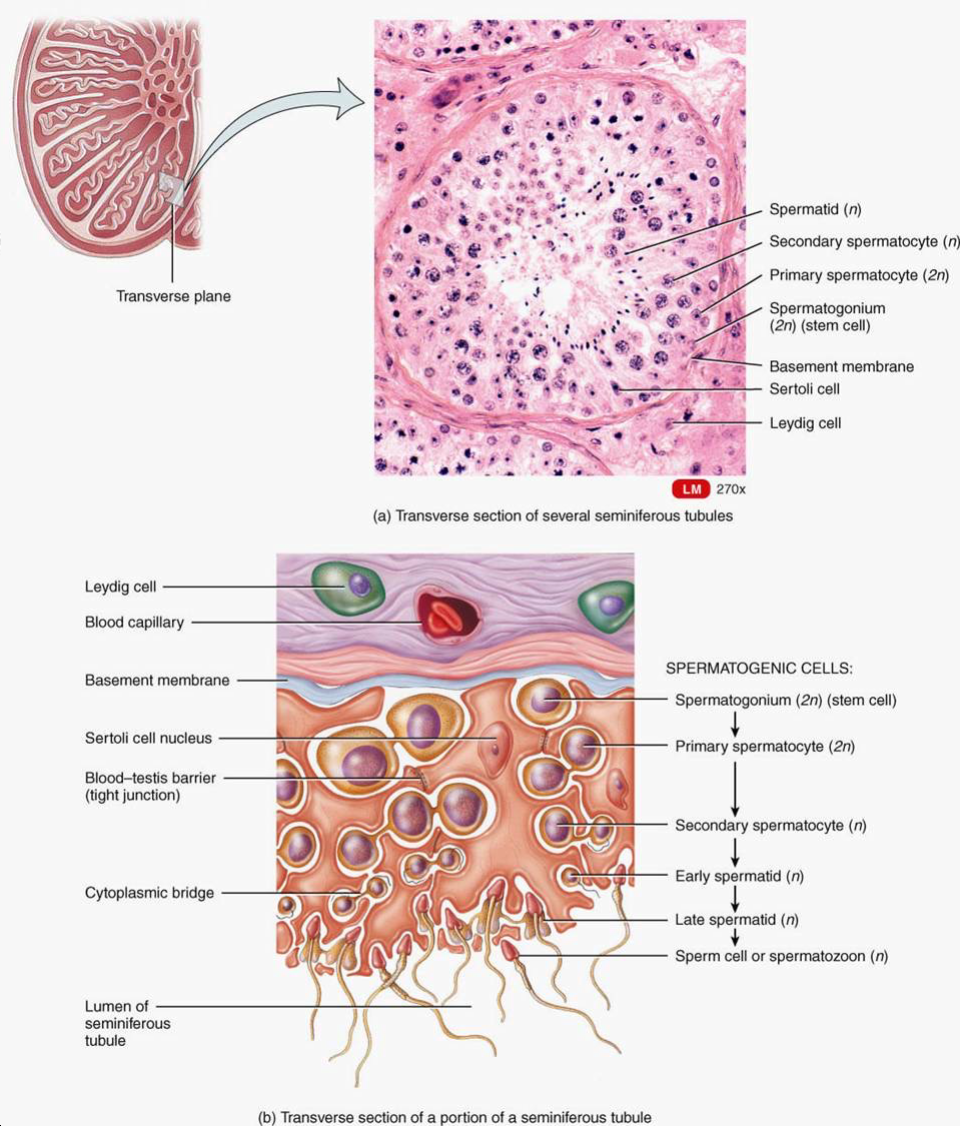 Transverse plane
Spermatid (n)
Secondary spermatocyte (n)
Primary spermatocyte (2n)
Spermatogonium
(2n) (stem cell)
Basement membrane
Sertoli cell
Leydig cell
LM 270x
(a) Transverse section of several seminiferous tubules
Leydig cell
Blood capillary
Basement membrane
Sertoli cell nucleus
Blood–testis barrier
(tight junction)
Cytoplasmic bridge
Lumen of
seminiferous
tubule
SPERMATOGENIC CELLS:
Spermatogonium (2n) (stem cell)
Primary spermatocyte (2n)
Secondary spermatocyte (n)
Early spermatid (n)
Late spermatid (n)
Sperm cell or spermatozoon (n)
(b) Transverse section of a portion of a seminiferous tubule